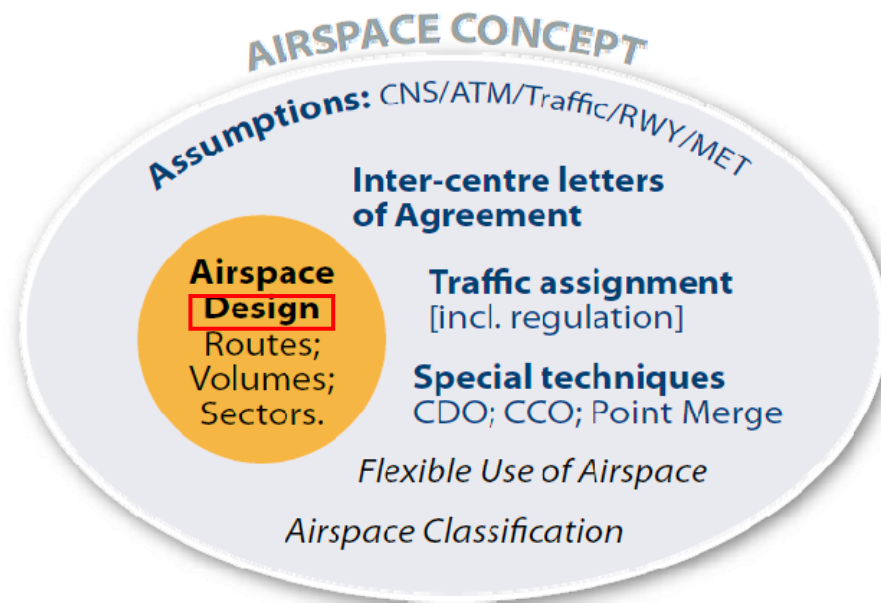 AIRSPACE CONCEPT
Assumptions: CNS/ATM/Traffic/RWY/MET
Inter-centre letters
of Agreement
Airspace
Design
Routes;
Volumes;
Sectors.
Traffic assignment
[incl. regulation]
Special techniques
CDO; CCO; Point Merge
Flexible Use of Airspace
Airspace Classification